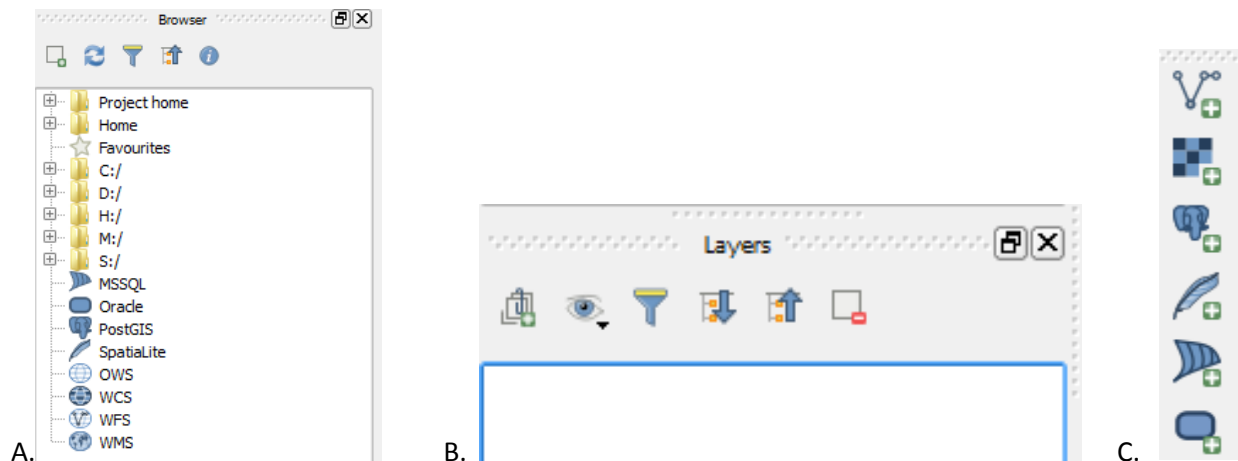 Browser
Project home
Home
Favourites
C:/
D:/
H:/
M:/
S:/
MSSQL
Oracle
PostGIS
SpatiaLite
OWS
WCS
WFS
WMS
A.
Layers
B.
C.